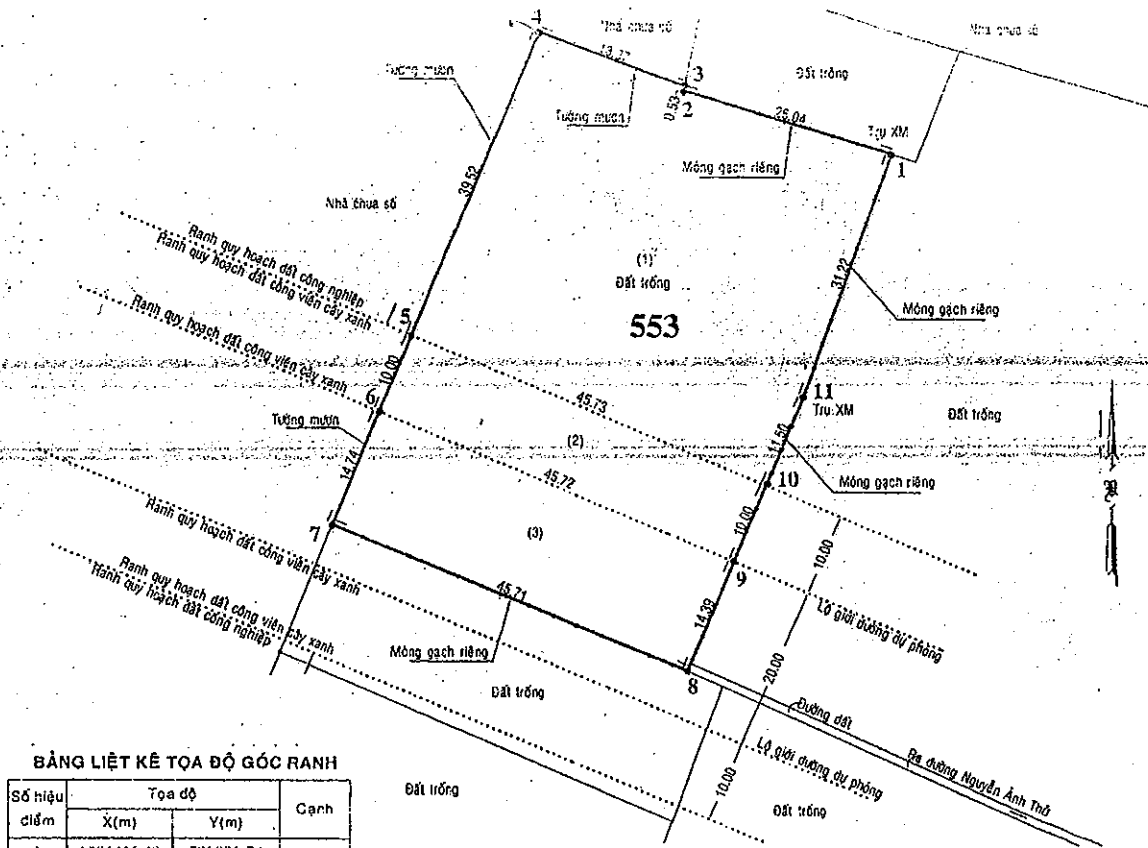 4
Nhà chưa số
Nhà chưa số
Tường mượn
3
Đất trống
2
0.53
Tường mượn
26.04
Trụ XM
Móng gạch riêng
1
39.52
Nhà chưa số
(1)
Đất trống
31.22
Móng gạch riêng
553
Ranh quy hoạch đất công nghiệp
Ranh quy hoạch đất công viên cây xanh
5
Ranh quy hoạch đất công viên cây xanh
10.00
6
45.73
11
Trụ XM
Đất trống
Tường mượn
(2)
11.50
45.72
10
Móng gạch riêng
7
(3)
10.00
10.00
9
Ranh quy hoạch đất công viên cây xanh
Ranh quy hoạch đất công viên cây xanh
Ranh quy hoạch đất công nghiệp
45.71
14.39
Lộ giới đường dự phòng
Móng gạch riêng
8
20.00
Đất trống
Đường đất
10.00
Lộ giới đường dự phòng
Ra đường Nguyễn Ảnh Thủ
Đất trống
Đất trống
BẢNG LIỆT KÊ TỌA ĐỘ GÓC RANH
Số hiệu điểm
Tọa độ
Cạnh
X(m)
Y(m)